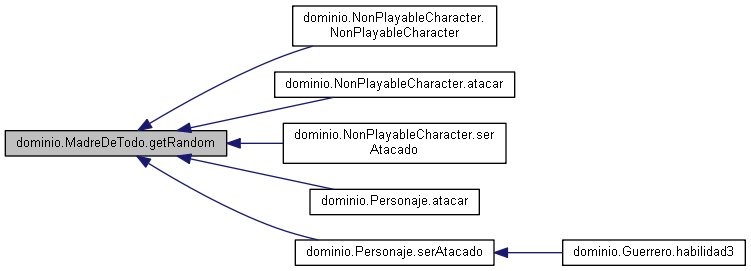 dominio.NonPlayableCharacter.
NonPlayableCharacter
dominio.NonPlayableCharacter.atacar
dominio.MadreDeTodo.getRandom
dominio.NonPlayableCharacter.ser
Atacado
dominio.Personaje.atacar
dominio.Personaje.serAtacado
dominio.Guerrero.habilidad3